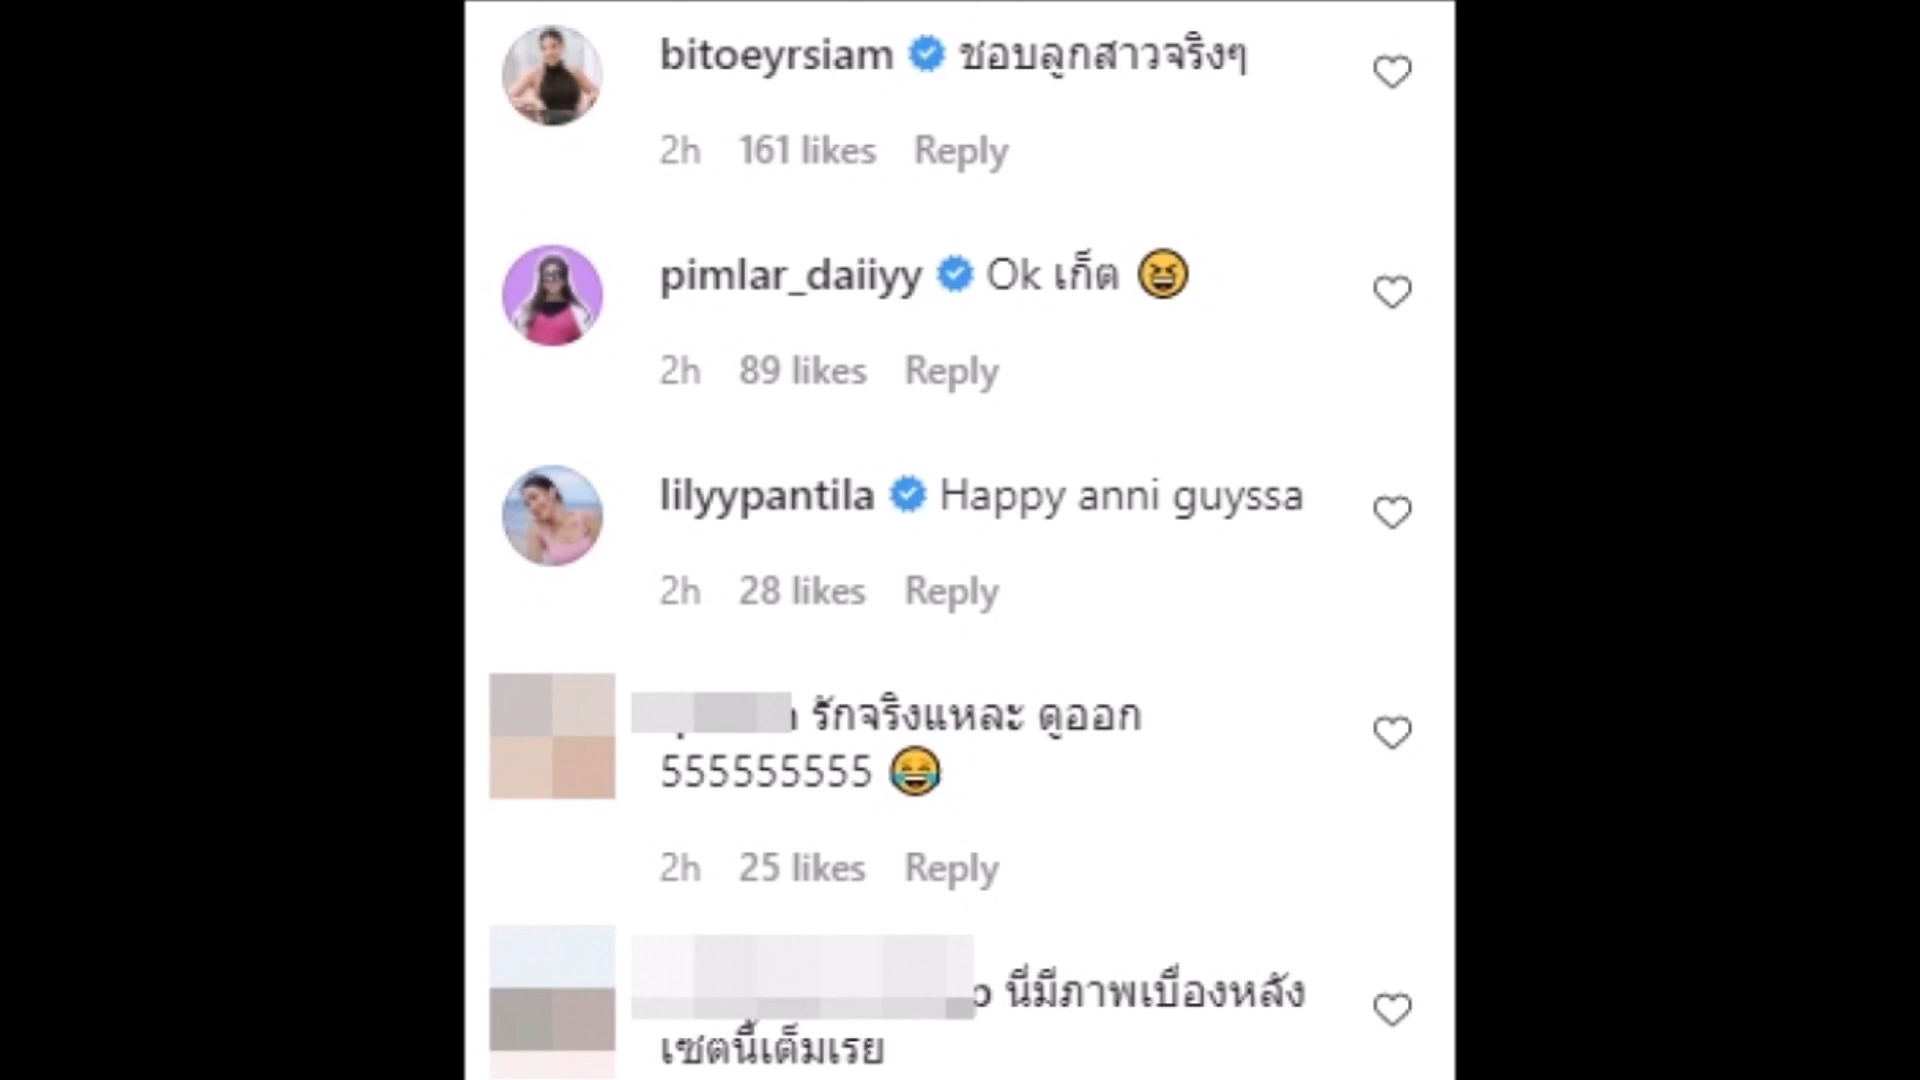 bitoeyrsiam ชอบลูกสาวจริงๆ
2h 161 likes Reply
pimlar_daiiyy Ok เก็ต 😆
2h 89 likes Reply
lilyypantila Happy anni guyssa
2h 28 likes Reply
รักจริงแหละ ดูออก
555555555 😂
2h 25 likes Reply
นี่มีภาพเบื่องหลัง
เซตนี้เต็มเรย